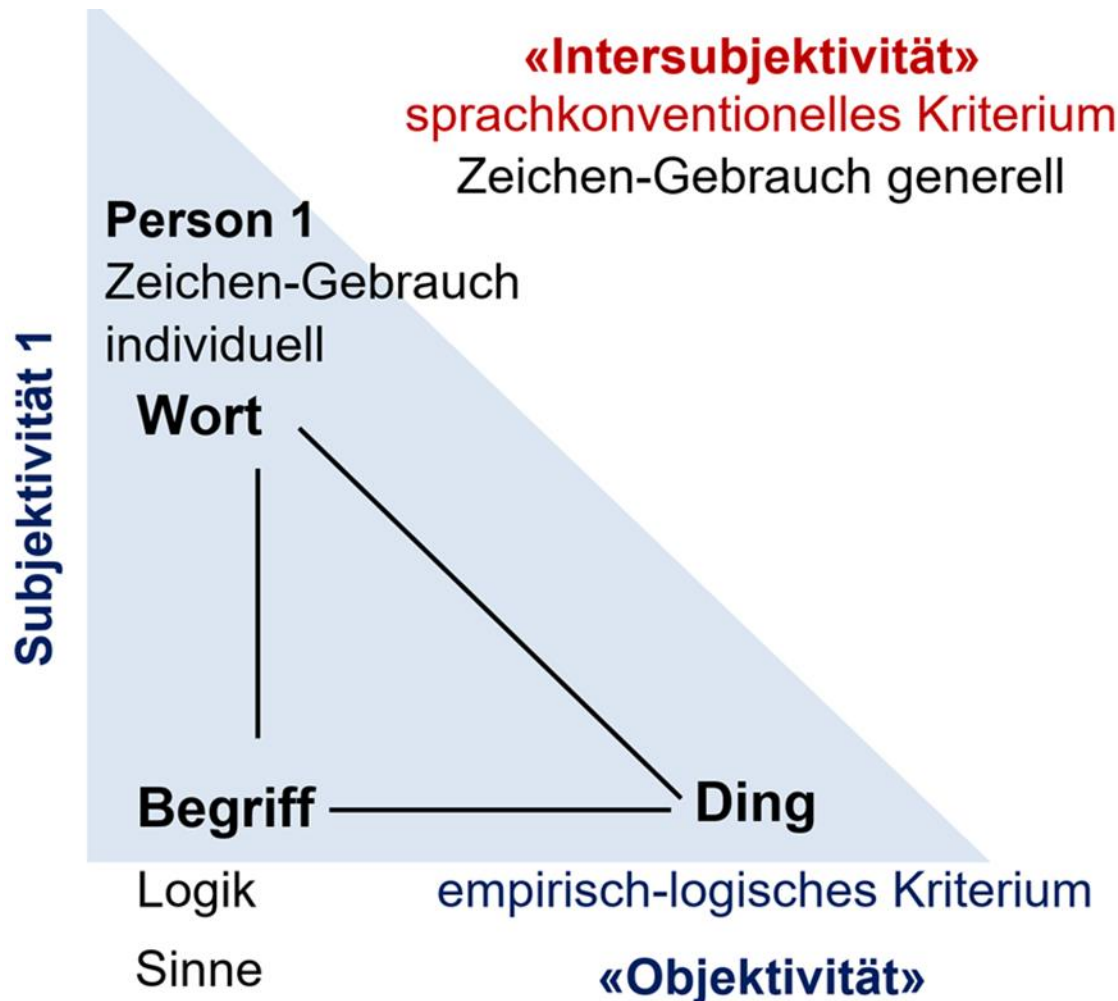 «Intersubjektivität»
sprachkonventionelles Kriterium
Zeichen-Gebrauch generell
Person 1
Zeichen-Gebrauch
individuell
Subjektivität 1
Wort
Begriff
Ding
Logik
empirisch-logisches Kriterium
Sinne
«Objektivität»